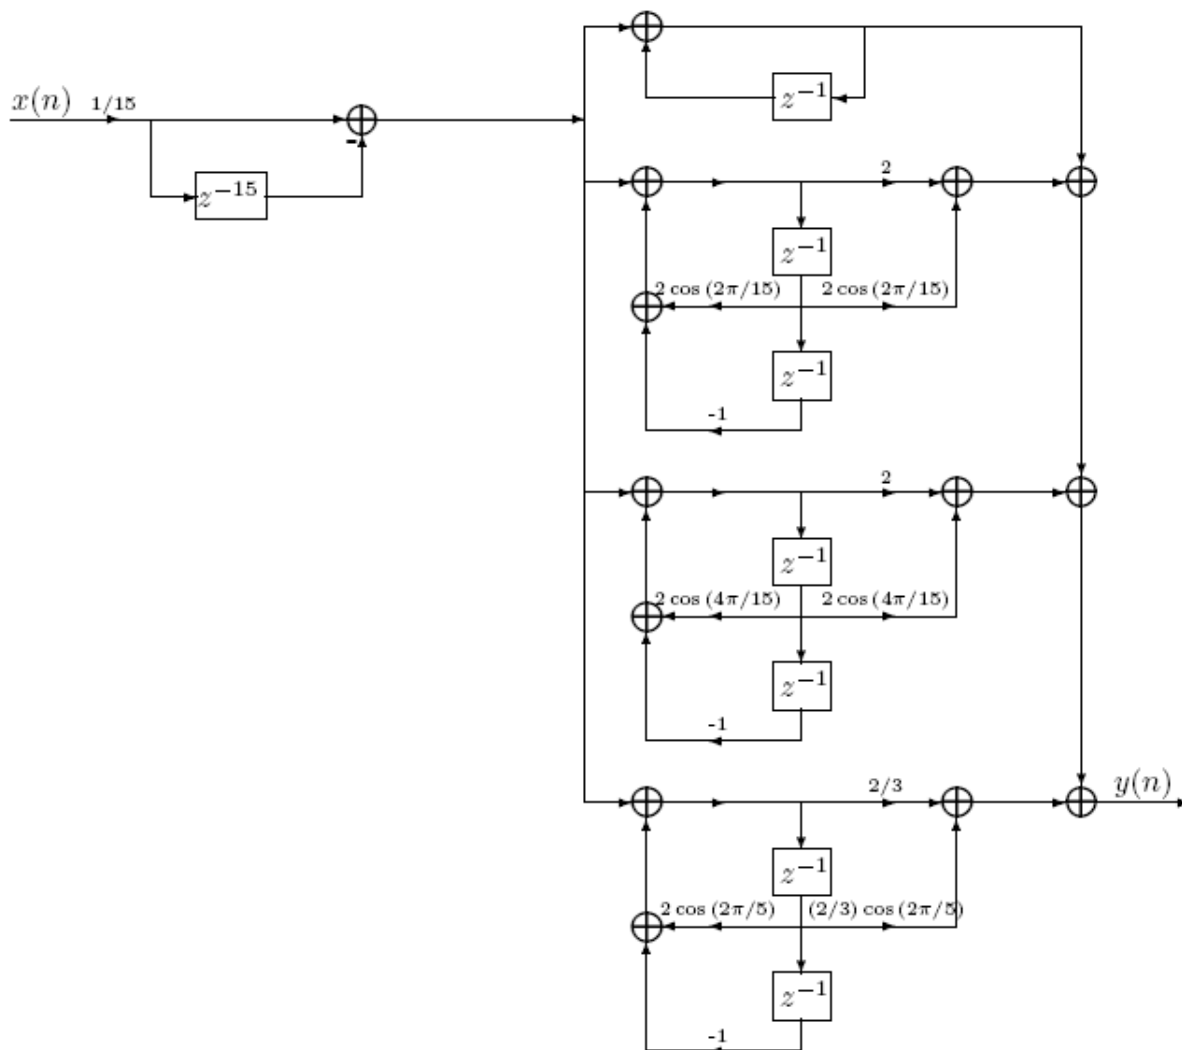 x(n) 1/15
z⁻¹
-
z⁻¹⁵
2
z⁻¹
2 cos (2π/15) 2 cos (2π/15)
z⁻¹
-1
2
z⁻¹
2 cos (4π/15) 2 cos (4π/15)
z⁻¹
-1
2/3
y(n)
z⁻¹
2 cos (2π/5) (2/3) cos (2π/5)
z⁻¹
-1